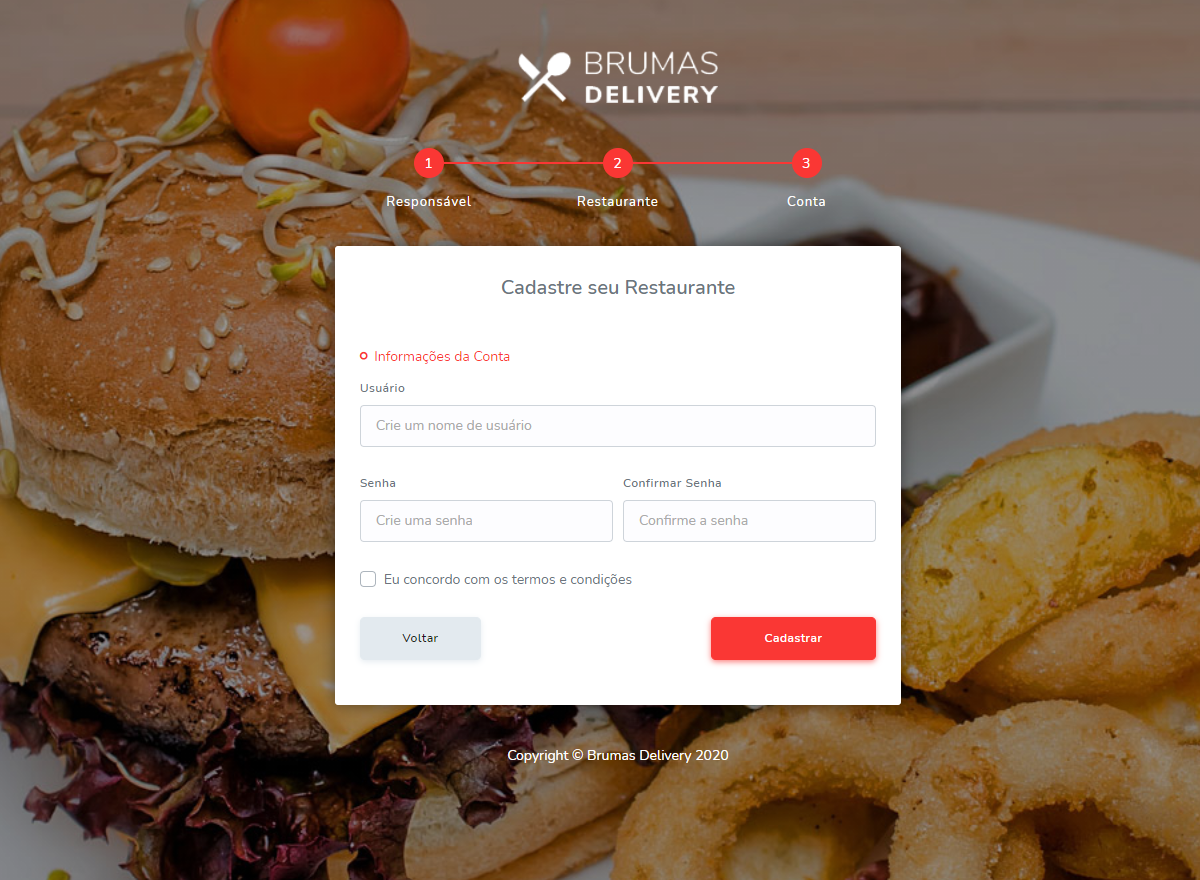 BRUMAS
DELIVERY
1 2 3
Responsável Restaurante Conta
Cadastre seu Restaurante
Informações da Conta
Usuário
Crie um nome de usuário
Senha Confirmar Senha
Crie uma senha Confirme a senha
Eu concordo com os termos e condições
Voltar Cadastrar
Copyright © Brumas Delivery 2020